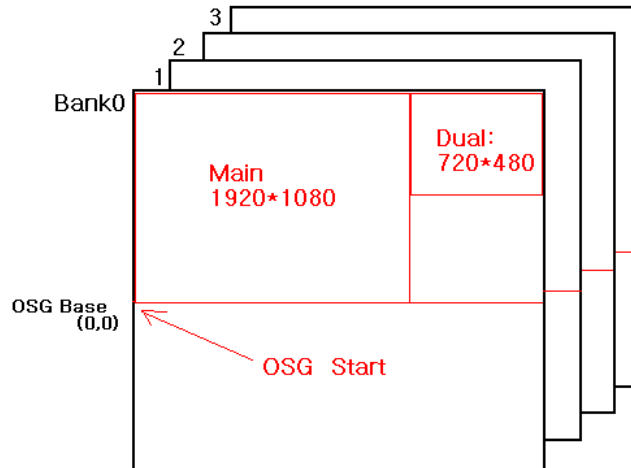 3
2
1
Bank0
Dual:
720*480
Main
1920*1080
OSG Base
(0,0)
OSG Start